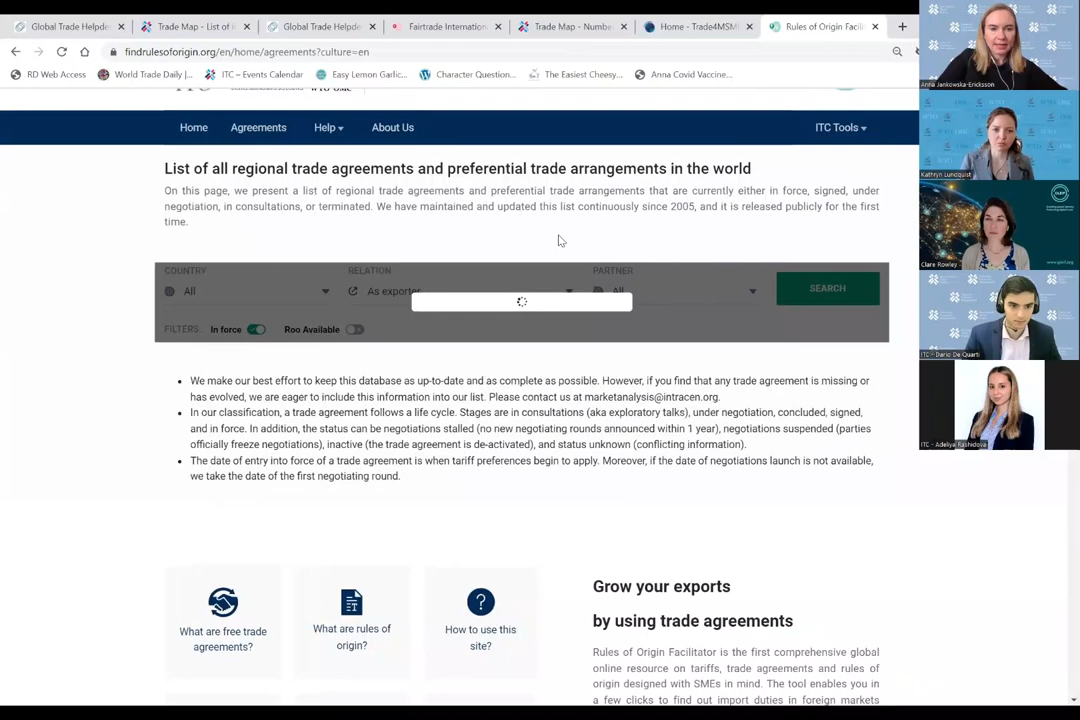 Global Trade Helpdes
Trade Map - List of I
Global Trade Helpdes
Fairtrade Internationa
Trade Map - Number
Home - Trade4MSM
Rules of Origin Facilit
findrulesoforigin.org/en/home/agreements?culture=en
RD Web Access
World Trade Daily |...
ITC – Events Calendar
Easy Lemon Garlic...
Character Question...
The Easiest Cheesy...
Anna Covid Vaccine...
Home
Agreements
Help
About Us
ITC Tools
List of all regional trade agreements and preferential trade arrangements in the world
On this page, we present a list of regional trade agreements and preferential trade arrangements that are currently either in force, signed, under
negotiation, in consultations, or terminated. We have maintained and updated this list continuously since 2005, and it is released publicly for the first
time.
COUNTRY
RELATION
PARTNER
All
As exporter
All
SEARCH
FILTERS:
In force
Roo Available
We make our best effort to keep this database as up-to-date and as complete as possible. However, if you find that any trade agreement is missing or
has evolved, we are eager to include this information into our list. Please contact us at marketanalysis@intracen.org.
In our classification, a trade agreement follows a life cycle. Stages are in consultations (aka exploratory talks), under negotiation, concluded, signed,
and in force. In addition, the status can be negotiations stalled (no new negotiating rounds announced within 1 year), negotiations suspended (parties
officially freeze negotiations), inactive (the trade agreement is de-activated), and status unknown (conflicting information).
The date of entry into force of a trade agreement is when tariff preferences begin to apply. Moreover, if the date of negotiations launch is not available,
we take the date of the first negotiating round.
What are free trade
agreements?
What are rules of
origin?
How to use this
site?
Grow your exports
by using trade agreements
Rules of Origin Facilitator is the first comprehensive global
online resource on tariffs, trade agreements and rules of
origin designed with SMEs in mind. The tool enables you in
a few clicks to find out import duties in foreign markets
Anna Jankowska-Ericksson
Kathryn Lundquist
Clare Rowley
ITC - Dario De Quarti
ITC - Adeliya Rashidova